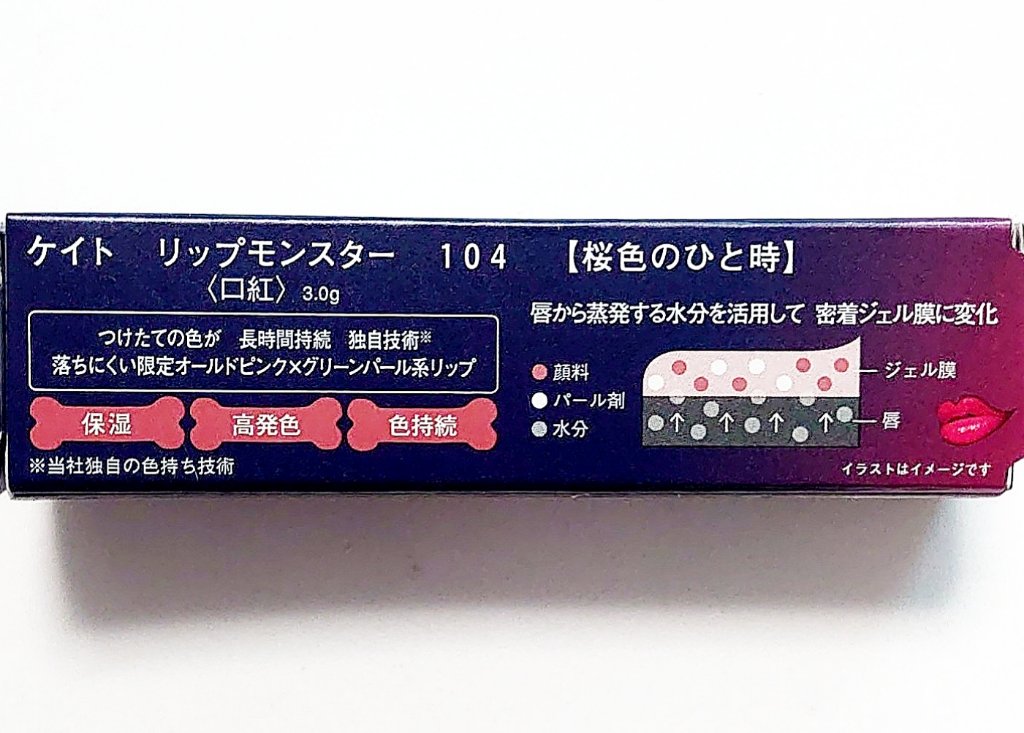 ケイト　リップモンスター　104　【桜色のひと時】
〈口紅〉3.0g
つけたての色が　長時間持続　独自技術※
落ちにくい限定オールドピンク×グリーンパール系リップ
保湿　高発色　色持続
※当社独自の色持ち技術
唇から蒸発する水分を活用して　密着ジェル膜に変化
顔料
パール剤
水分
ジェル膜
唇
イラストはイメージです